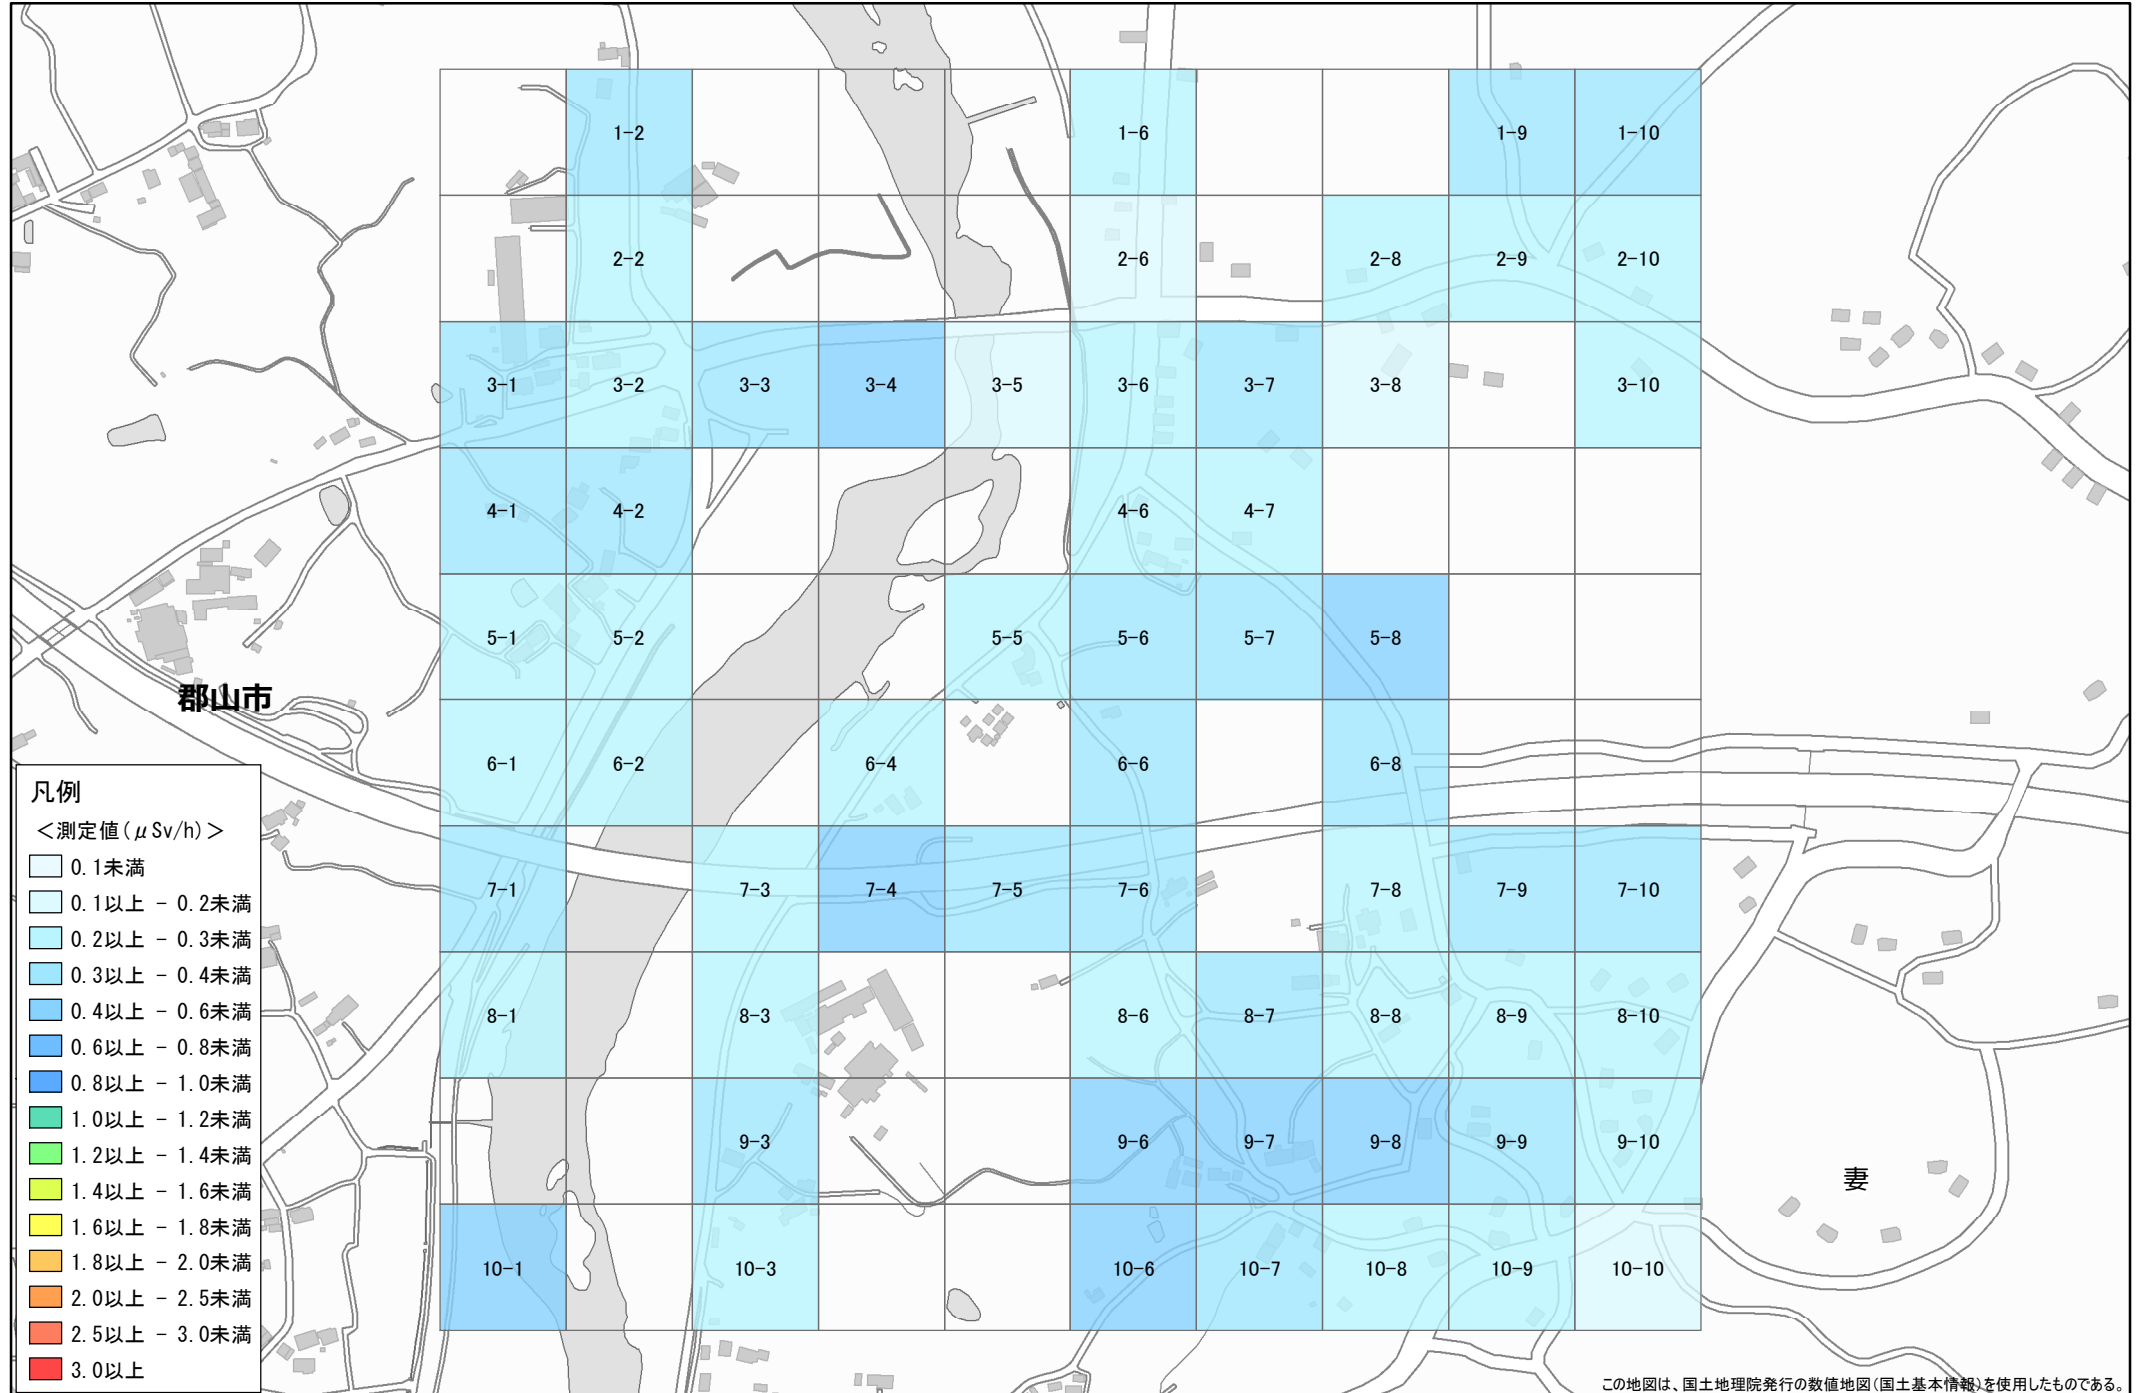 1-2 1-6 1-9 1-10
2-2 2-6 2-8 2-9 2-10
3-1 3-2 3-3 3-4 3-5 3-6 3-7 3-8 3-10
4-1 4-2 4-6 4-7
5-1 5-2 5-5 5-6 5-7 5-8
郡山市
6-1 6-2 6-4 6-6 6-8
7-1 7-3 7-4 7-5 7-6 7-8 7-9 7-10
8-1 8-3 8-6 8-7 8-8 8-9 8-10
9-3 9-6 9-7 9-8 9-9 9-10
妻
10-1 10-3 10-6 10-7 10-8 10-9 10-10
凡例
＜測定値(μSv/h)＞
0.1未満
0.1以上 - 0.2未満
0.2以上 - 0.3未満
0.3以上 - 0.4未満
0.4以上 - 0.6未満
0.6以上 - 0.8未満
0.8以上 - 1.0未満
1.0以上 - 1.2未満
1.2以上 - 1.4未満
1.4以上 - 1.6未満
1.6以上 - 1.8未満
1.8以上 - 2.0未満
2.0以上 - 2.5未満
2.5以上 - 3.0未満
3.0以上
この地図は、国土地理院発行の数値地図(国土基本情報)を使用したものである。